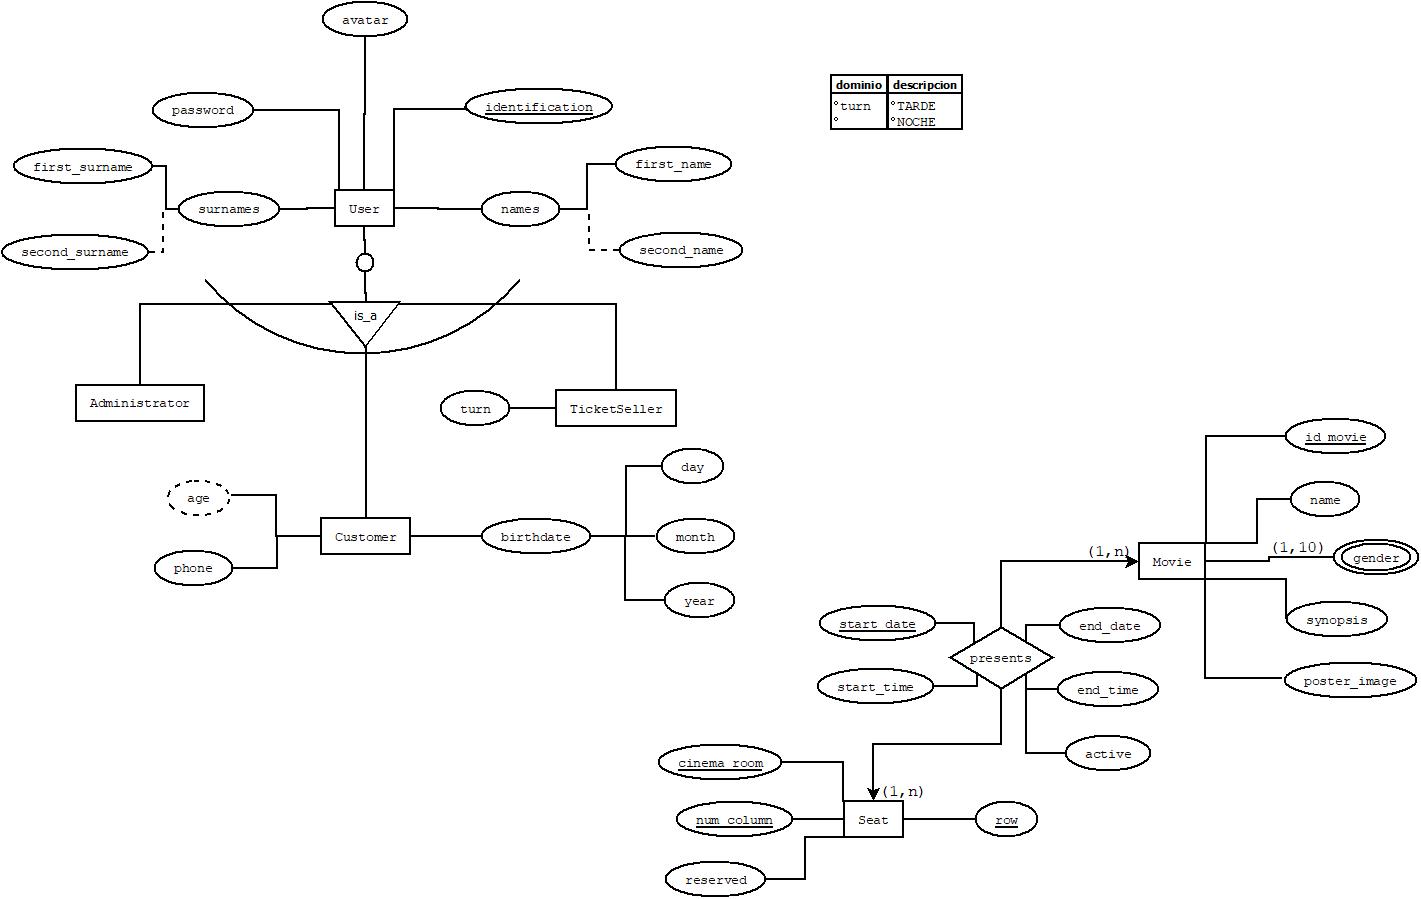 avatar
password
identification
dominio descripcion
turn TARDE
NOCHE
first_surname
first_name
surnames
User
names
second_surname
second_name
is_a
Administrator
turn
TicketSeller
id_movie
day
age
name
Customer
birthdate
month
(1,n)
(1,10)
Movie
gender
phone
year
start_date
end_date
synopsis
presents
start_time
end_time
poster_image
active
cinema_room
(1,n)
num_column
Seat
row
reserved